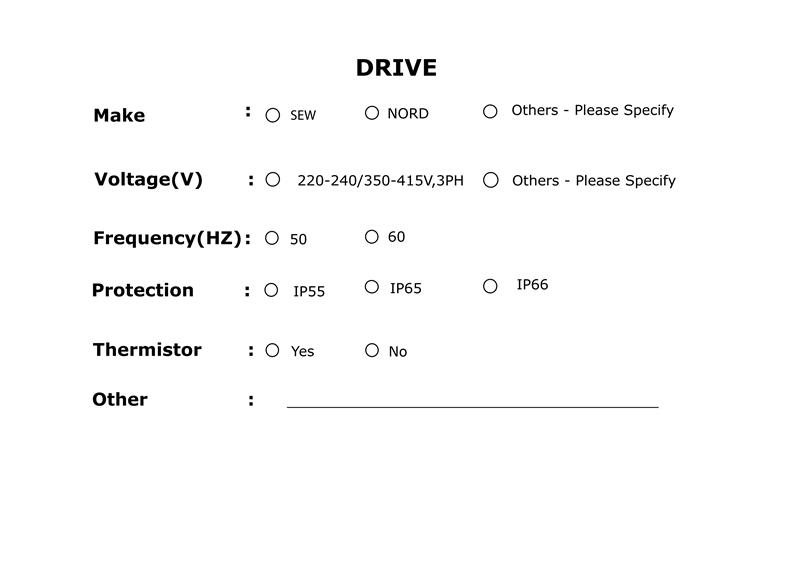 DRIVE
Make : SEW NORD Others - Please Specify
Voltage(V) : 220-240/350-415V,3PH Others - Please Specify
Frequency(HZ) : 50 60
Protection : IP55 IP65 IP66
Thermistor : Yes No
Other :